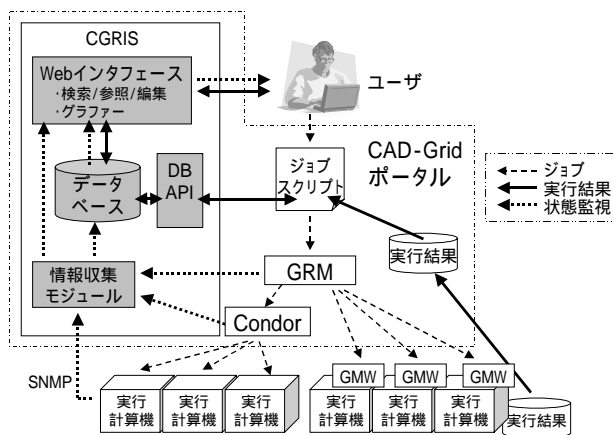 CGRIS
Webインタフェース
・検索/参照/編集
・グラファー
ユーザ
データ
ベース
DB
API
ジョブ
スクリプト
CAD-Grid
ポータル
ジョブ
実行結果
状態監視
情報収集
モジュール
GRM
実行結果
Condor
SNMP
GMW
GMW
GMW
実行
計算機
実行
計算機
実行
計算機
実行
計算機
実行
計算機
実行
計算機
実行結果